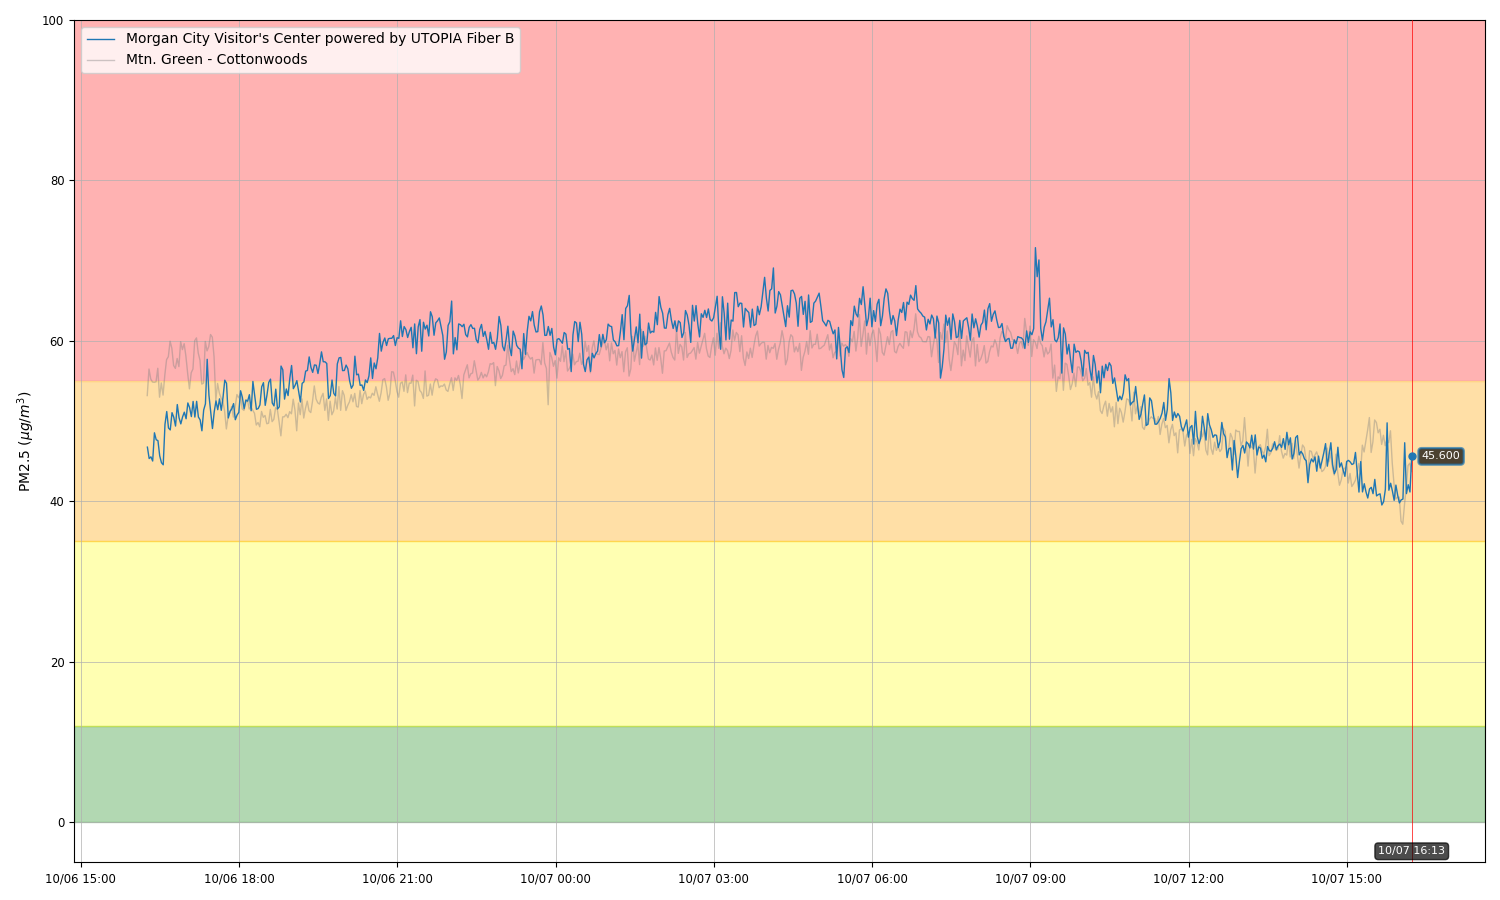 100
Morgan City Visitor's Center powered by UTOPIA Fiber B
Mtn. Green - Cottonwoods
80
60
PM2.5 (μg/m³)
45.600
40
20
0
10/07 16:13
10/06 15:00 10/06 18:00 10/06 21:00 10/07 00:00 10/07 03:00 10/07 06:00 10/07 09:00 10/07 12:00 10/07 15:00